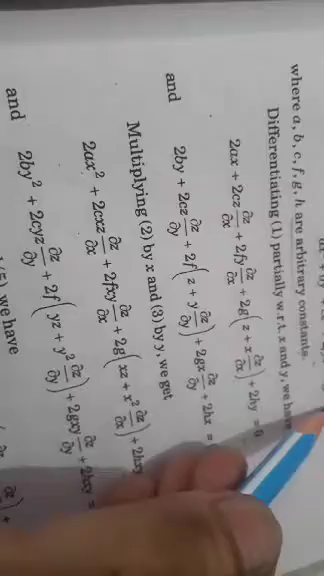 where a, b, c, f, g, h are arbitrary constants.
Differentiating (1) partially w.r.t. x and y, we have
2ax + 2cz ∂z/∂x + 2fy ∂z/∂x + 2g(z + x ∂z/∂x) + 2hy = 0
and
2by + 2cz ∂z/∂y + 2f(z + y ∂z/∂y) + 2gx ∂z/∂y + 2hx =
Multiplying (2) by x and (3) by y, we get
2ax² + 2cxz ∂z/∂x + 2fxy ∂z/∂x + 2g(xz + x² ∂z/∂x) + 2hxy
and
2by² + 2cyz ∂z/∂y + 2f(yz + y² ∂z/∂y) + 2gxy ∂z/∂y + 2hxy =
(5) we have